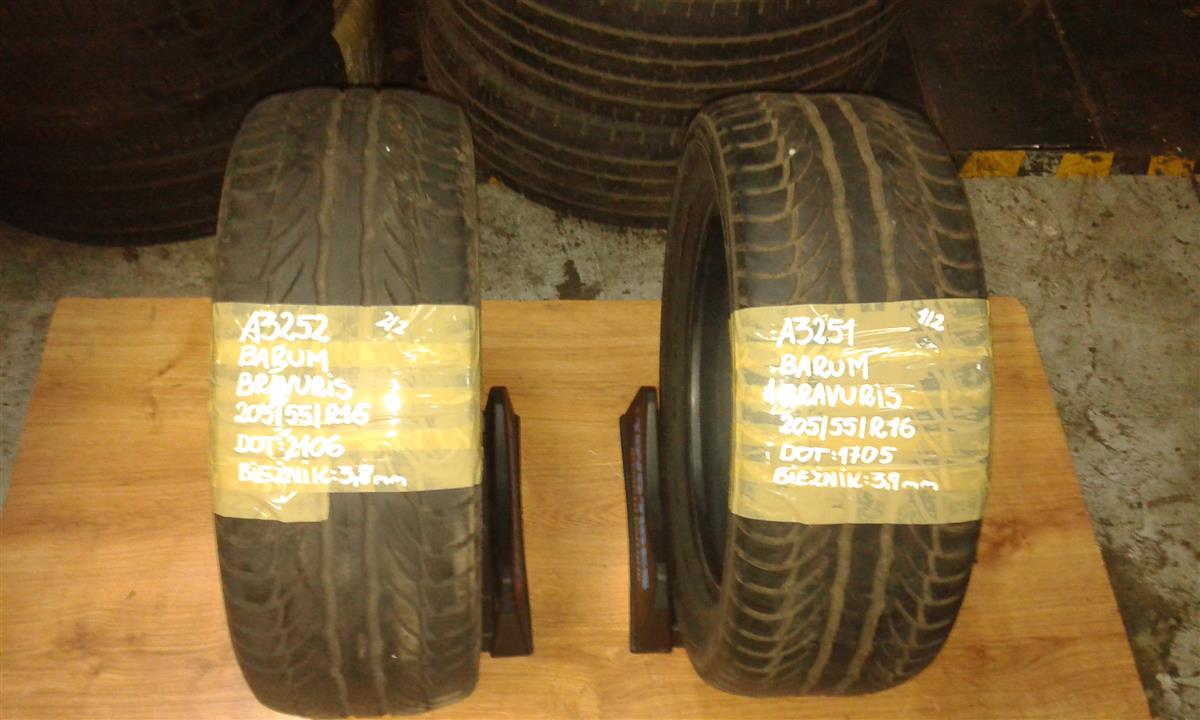 A3252 2/2
BARUM
BRAVURIS
205/55/R16
DOT:2106
BIEŻNIK:3,8mm
A3251 1/2
BARUM
BRAVURIS
205/55/R16
DOT:1705
BIEŻNIK:3,9mm